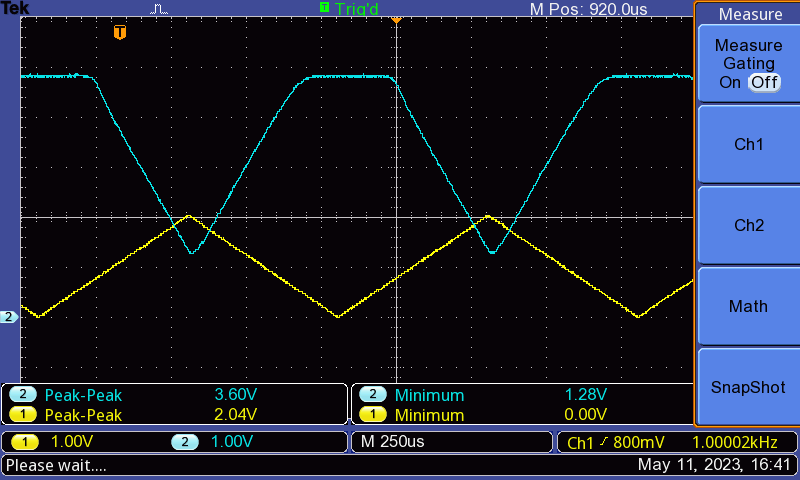 Tek T Trig'd M Pos: 920.0us Measure
T
Measure
Gating
On Off
Ch1
Ch2
Math
SnapShot
2
2 Peak-Peak 3.60V 2 Minimum 1.28V
1 Peak-Peak 2.04V 1 Minimum 0.00V
1 1.00V 2 1.00V M 250us Ch1 800mV 1.00002kHz
Please wait.... May 11, 2023, 16:41